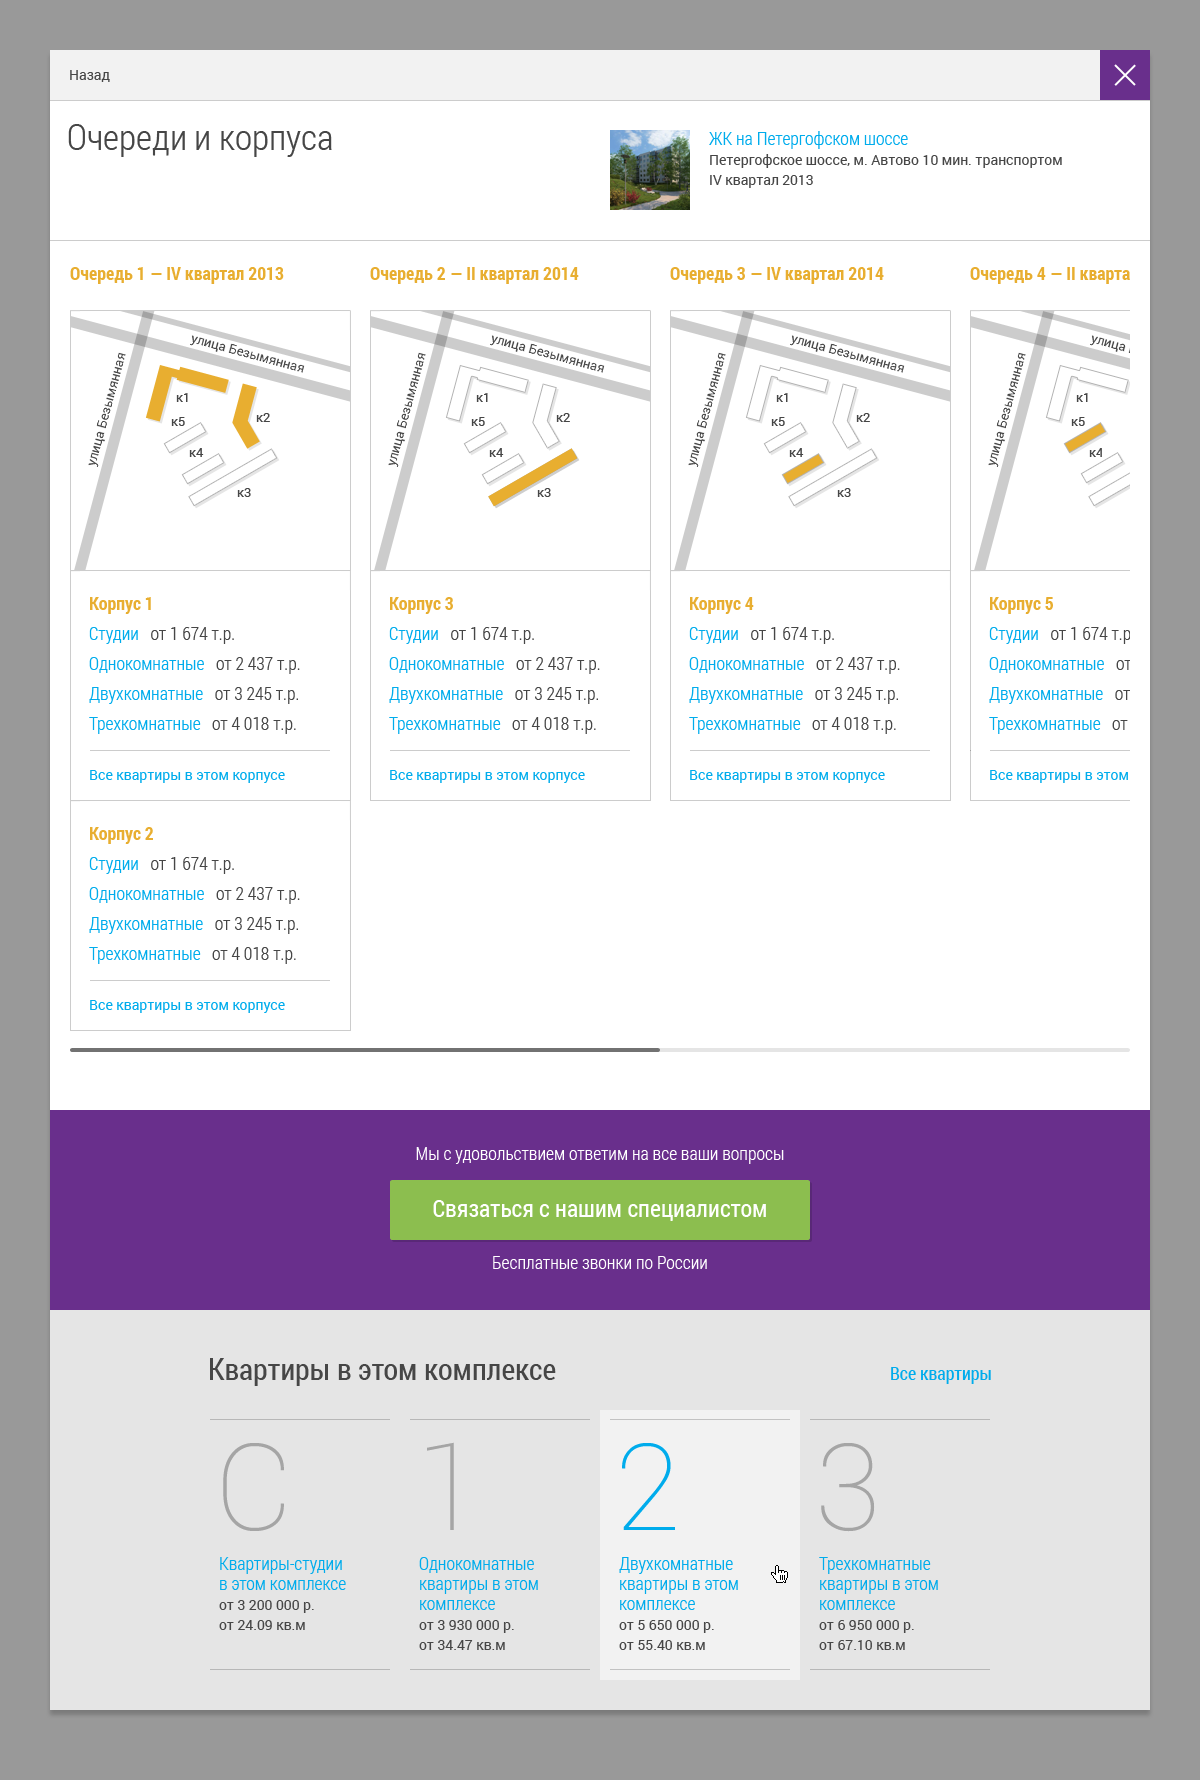 Назад
Очереди и корпуса
ЖК на Петергофском шоссе
Петергофское шоссе, м. Автово 10 мин. транспортом
IV квартал 2013
Очередь 1 — IV квартал 2013
улица Безымянная
улица Безымянная
к1
к2
к5
к4
к3
Корпус 1
Студии от 1 674 т.р.
Однокомнатные от 2 437 т.р.
Двухкомнатные от 3 245 т.р.
Трехкомнатные от 4 018 т.р.
Все квартиры в этом корпусе
Корпус 2
Студии от 1 674 т.р.
Однокомнатные от 2 437 т.р.
Двухкомнатные от 3 245 т.р.
Трехкомнатные от 4 018 т.р.
Все квартиры в этом корпусе
Очередь 2 — II квартал 2014
улица Безымянная
улица Безымянная
к1
к2
к5
к4
к3
Корпус 3
Студии от 1 674 т.р.
Однокомнатные от 2 437 т.р.
Двухкомнатные от 3 245 т.р.
Трехкомнатные от 4 018 т.р.
Все квартиры в этом корпусе
Очередь 3 — IV квартал 2014
улица Безымянная
улица Безымянная
к1
к2
к5
к4
к3
Корпус 4
Студии от 1 674 т.р.
Однокомнатные от 2 437 т.р.
Двухкомнатные от 3 245 т.р.
Трехкомнатные от 4 018 т.р.
Все квартиры в этом корпусе
Очередь 4 — II кварта
улица
улица Безымянная
к1
к5
к4
Корпус 5
Студии от 1 674 т.р
Однокомнатные от
Двухкомнатные от
Трехкомнатные от
Все квартиры в этом
Мы с удовольствием ответим на все ваши вопросы
Связаться с нашим специалистом
Бесплатные звонки по России
Квартиры в этом комплексе
Все квартиры
С
Квартиры-студии
в этом комплексе
от 3 200 000 р.
от 24.09 кв.м
1
Однокомнатные
квартиры в этом
комплексе
от 3 930 000 р.
от 34.47 кв.м
2
Двухкомнатные
квартиры в этом
комплексе
от 5 650 000 р.
от 55.40 кв.м
3
Трехкомнатные
квартиры в этом
комплексе
от 6 950 000 р.
от 67.10 кв.м